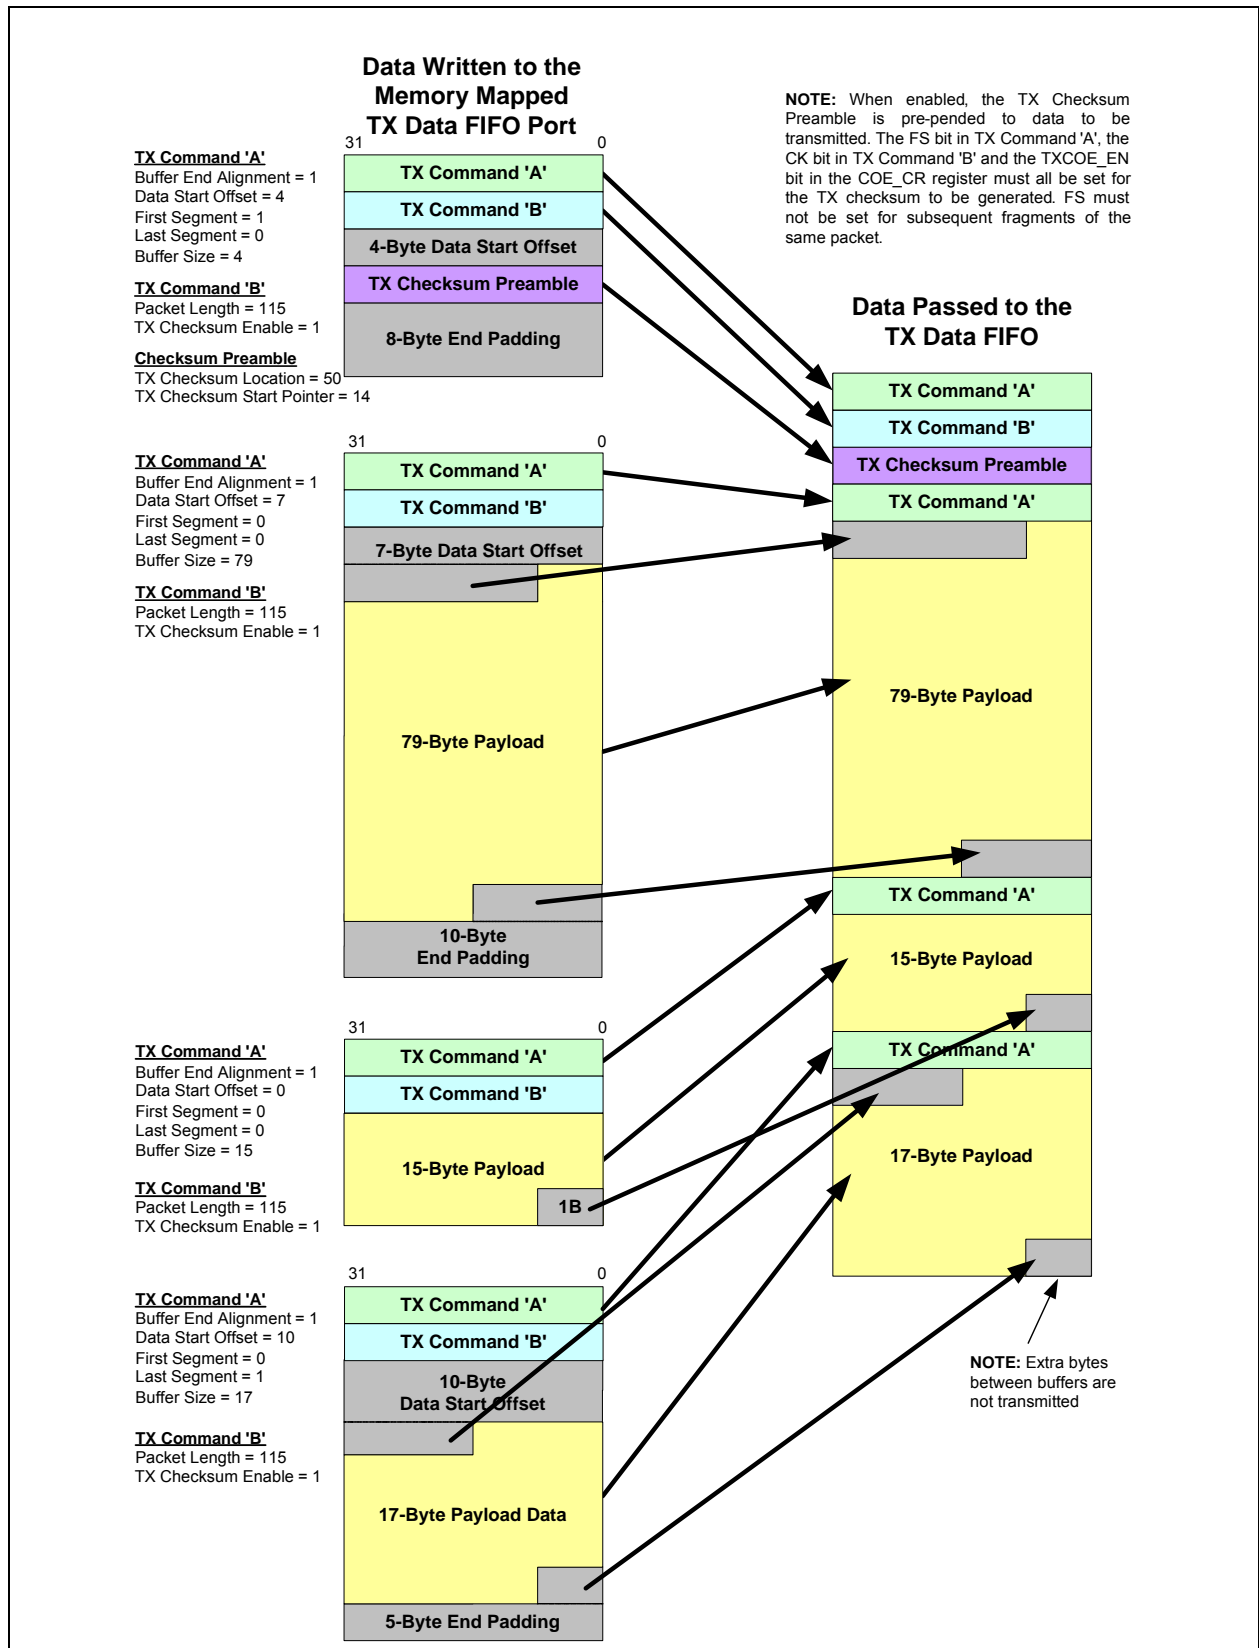 Data Written to the
Memory Mapped
TX Data FIFO Port
NOTE: When enabled, the TX Checksum
Preamble is pre-pended to data to be
transmitted. The FS bit in TX Command 'A', the
CK bit in TX Command 'B' and the TXCOE_EN
bit in the COE_CR register must all be set for
the TX checksum to be generated. FS must
not be set for subsequent fragments of the
same packet.
31 0
TX Command 'A'
Buffer End Alignment = 1
Data Start Offset = 4
First Segment = 1
Last Segment = 0
Buffer Size = 4
TX Command 'B'
Packet Length = 115
TX Checksum Enable = 1
Checksum Preamble
TX Checksum Location = 50
TX Checksum Start Pointer = 14
TX Command 'A'
TX Command 'B'
4-Byte Data Start Offset
TX Checksum Preamble
8-Byte End Padding
31 0
TX Command 'A'
Buffer End Alignment = 1
Data Start Offset = 7
First Segment = 0
Last Segment = 0
Buffer Size = 79
TX Command 'B'
Packet Length = 115
TX Checksum Enable = 1
TX Command 'A'
TX Command 'B'
7-Byte Data Start Offset
79-Byte Payload
10-Byte
End Padding
31 0
TX Command 'A'
Buffer End Alignment = 1
Data Start Offset = 0
First Segment = 0
Last Segment = 0
Buffer Size = 15
TX Command 'B'
Packet Length = 115
TX Checksum Enable = 1
TX Command 'A'
TX Command 'B'
15-Byte Payload
1B
31 0
TX Command 'A'
Buffer End Alignment = 1
Data Start Offset = 10
First Segment = 0
Last Segment = 1
Buffer Size = 17
TX Command 'B'
Packet Length = 115
TX Checksum Enable = 1
TX Command 'A'
TX Command 'B'
10-Byte
Data Start Offset
17-Byte Payload Data
5-Byte End Padding
Data Passed to the
TX Data FIFO
TX Command 'A'
TX Command 'B'
TX Checksum Preamble
TX Command 'A'
79-Byte Payload
TX Command 'A'
15-Byte Payload
TX Command 'A'
17-Byte Payload
NOTE: Extra bytes
between buffers are
not transmitted